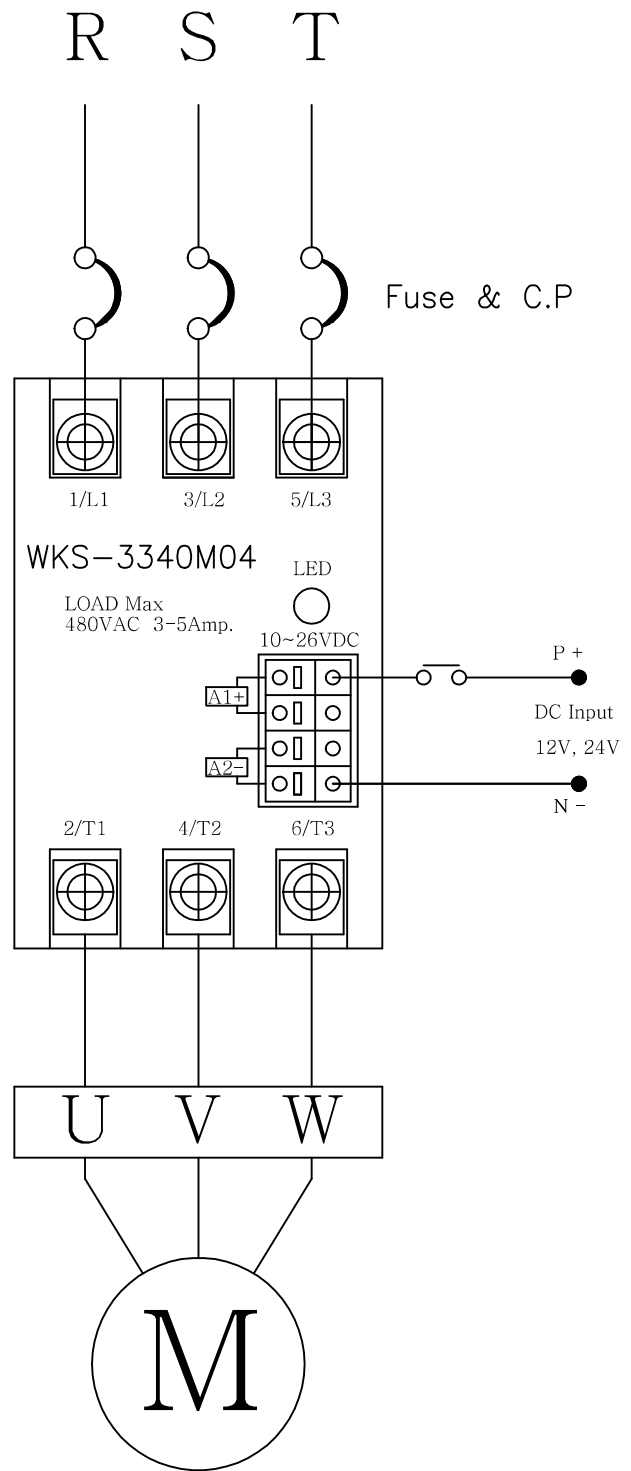 R S T
Fuse & C.P
1/L1 3/L2 5/L3
WKS-3340M04
LED
LOAD Max
480VAC 3-5Amp.
10~26VDC
P +
A1+
DC Input
12V, 24V
A2-
N -
2/T1 4/T2 6/T3
U V W
M